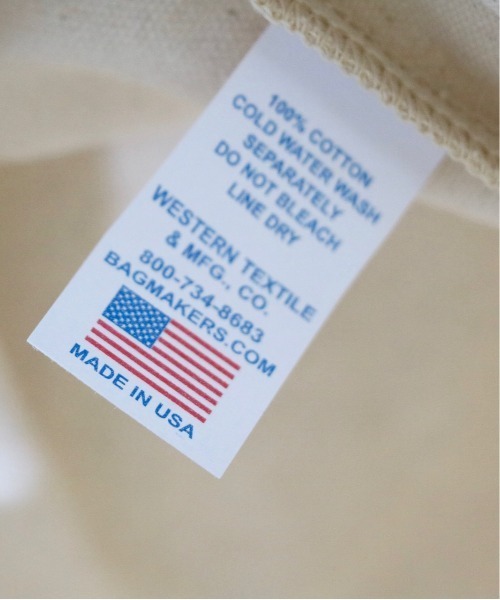 100% COTTON
COLD WATER WASH
SEPARATELY
DO NOT BLEACH
LINE DRY
WESTERN TEXTILE
& MFG., CO.
800-734-8683
BAGMAKERS.COM
MADE IN USA